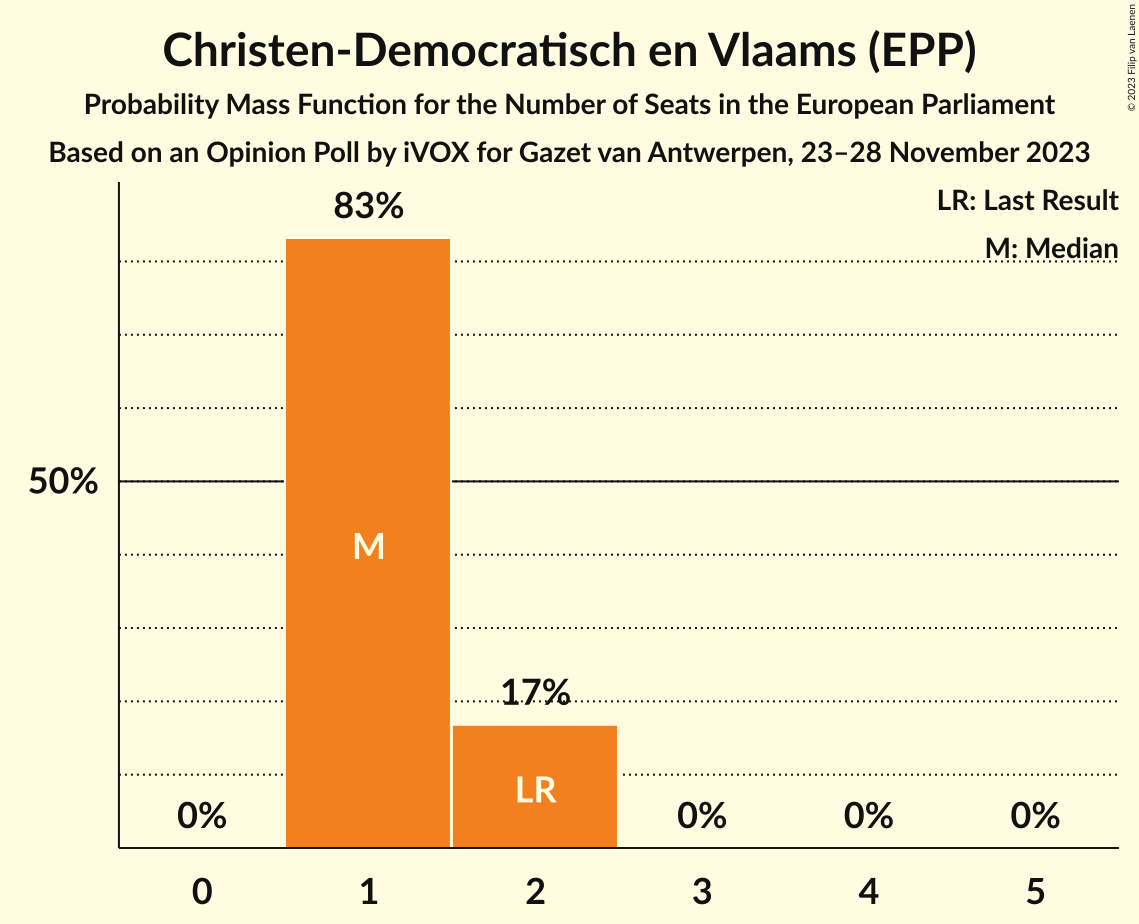 Christen-Democratisch en Vlaams (EPP)
Probability Mass Function for the Number of Seats in the European Parliament
Based on an Opinion Poll by iVOX for Gazet van Antwerpen, 23–28 November 2023
© 2023 Filip van Laenen
LR: Last Result
M: Median
83%
50%
M
17%
LR
0%
0%
0%
0%
0 1 2 3 4 5